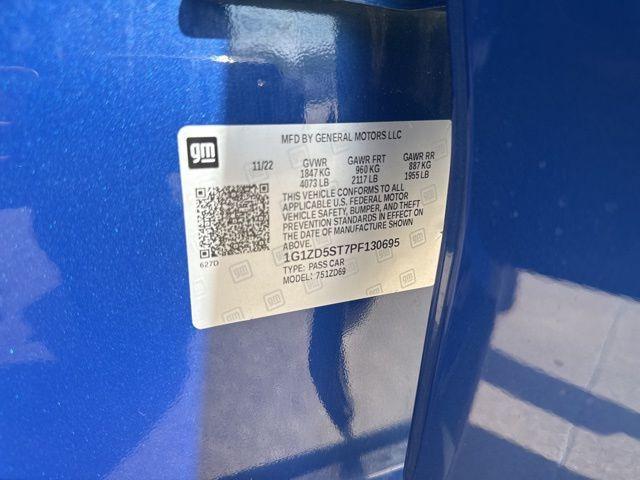 gm
MFD BY GENERAL MOTORS LLC
11/22 GVWR GAWR FRT GAWR RR
1847 KG 960 KG 887 KG
4073 LB 2117 LB 1955 LB
THIS VEHICLE CONFORMS TO ALL
APPLICABLE U.S. FEDERAL MOTOR
VEHICLE SAFETY, BUMPER, AND THEFT
PREVENTION STANDARDS IN EFFECT ON
THE DATE OF MANUFACTURE SHOWN
ABOVE.
627D
1G1ZD5ST7PF130695
TYPE: PASS CAR
MODEL: 751ZD69